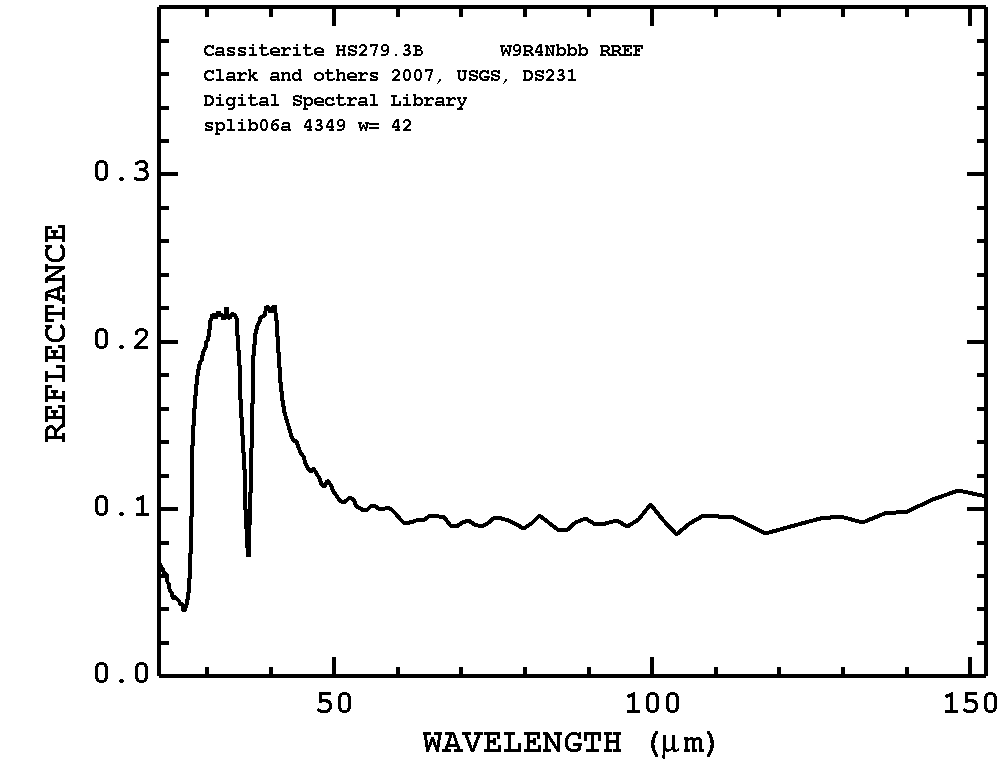 Cassiterite HS279.3B W9R4Nbbb RREF
Clark and others 2007, USGS, DS231
Digital Spectral Library
splib06a 4349 w= 42
REFLECTANCE
0.3
0.2
0.1
0.0
50 100 150
WAVELENGTH (μm)